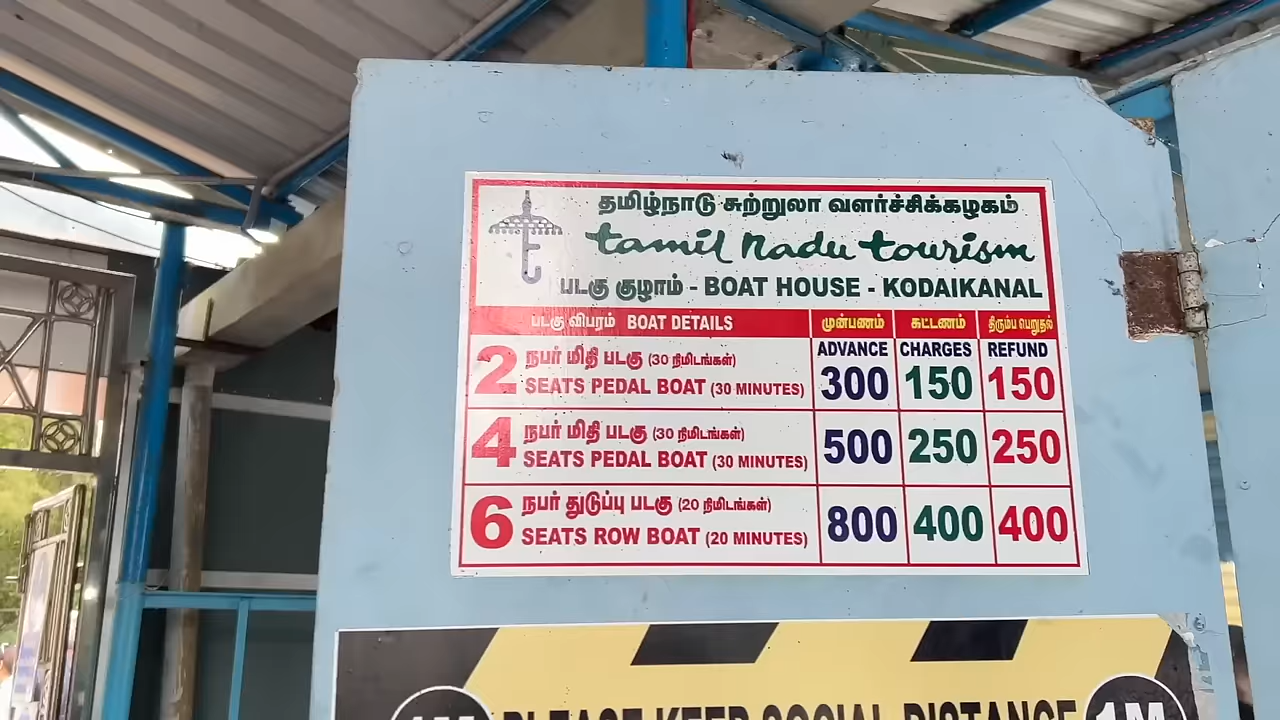 தமிழ்நாடு சுற்றுலா வளர்ச்சிக்கழகம்
tamil nadu tourism
படகு குழாம் - BOAT HOUSE - KODAIKANAL
படகு விபரம் BOAT DETAILS முன்பணம் கட்டணம் திரும்ப பெறுதல்
ADVANCE CHARGES REFUND
2 நபர் மிதி படகு (30 நிமிடங்கள்)
SEATS PEDAL BOAT (30 MINUTES) 300 150 150
4 நபர் மிதி படகு (30 நிமிடங்கள்)
SEATS PEDAL BOAT (30 MINUTES) 500 250 250
6 நபர் துடுப்பு படகு (20 நிமிடங்கள்)
SEATS ROW BOAT (20 MINUTES) 800 400 400
1M PLEASE KEEP SOCIAL DISTANCE 1M